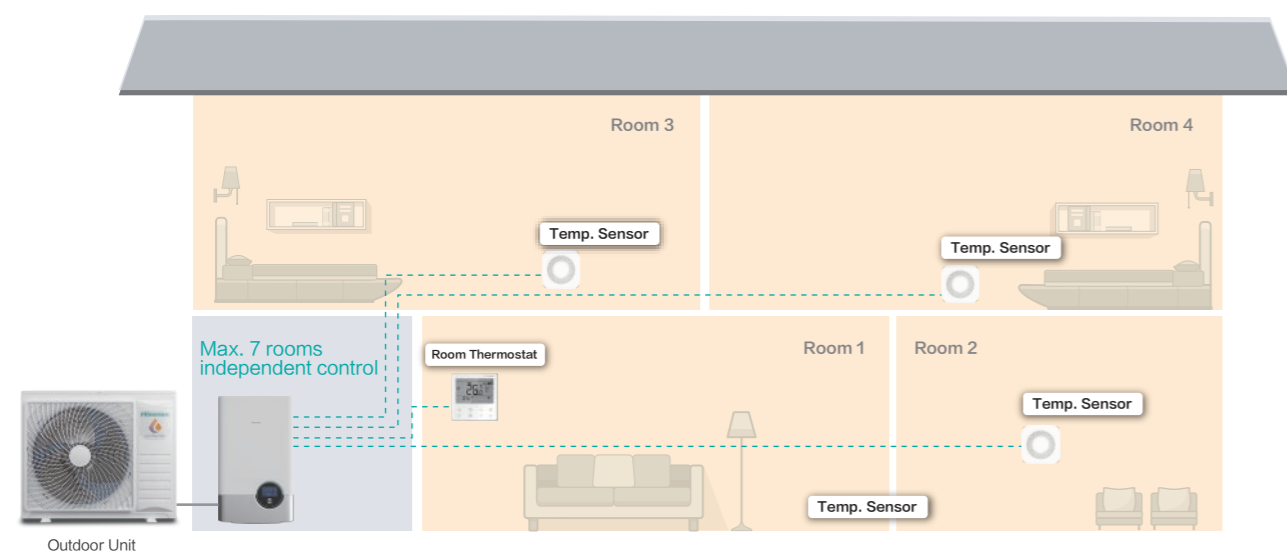 Room 3
Room 4
Temp. Sensor
Temp. Sensor
Max. 7 rooms
independent control
Room Thermostat
Room 1
Room 2
Temp. Sensor
Temp. Sensor
Hisense
Outdoor Unit